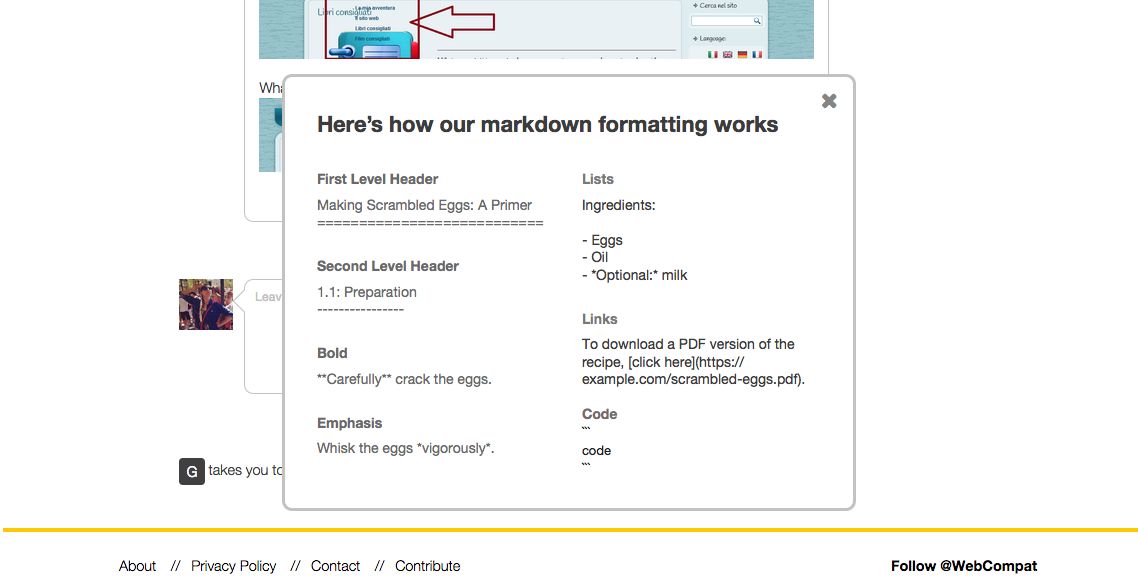 Libri consigliati
La mia avventura
Il sito web
Libri consigliati
Film consigliati
Cerca nel sito
Language:
Here’s how our markdown formatting works
First Level Header
Making Scrambled Eggs: A Primer
===========================
Second Level Header
1.1: Preparation
----------------
Bold
**Carefully** crack the eggs.
Emphasis
Whisk the eggs *vigorously*.
Lists
Ingredients:
- Eggs
- Oil
- *Optional:* milk
Links
To download a PDF version of the
recipe, [click here](https://
example.com/scrambled-eggs.pdf).
Code
```
code
```
G takes you to
About // Privacy Policy // Contact // Contribute
Follow @WebCompat